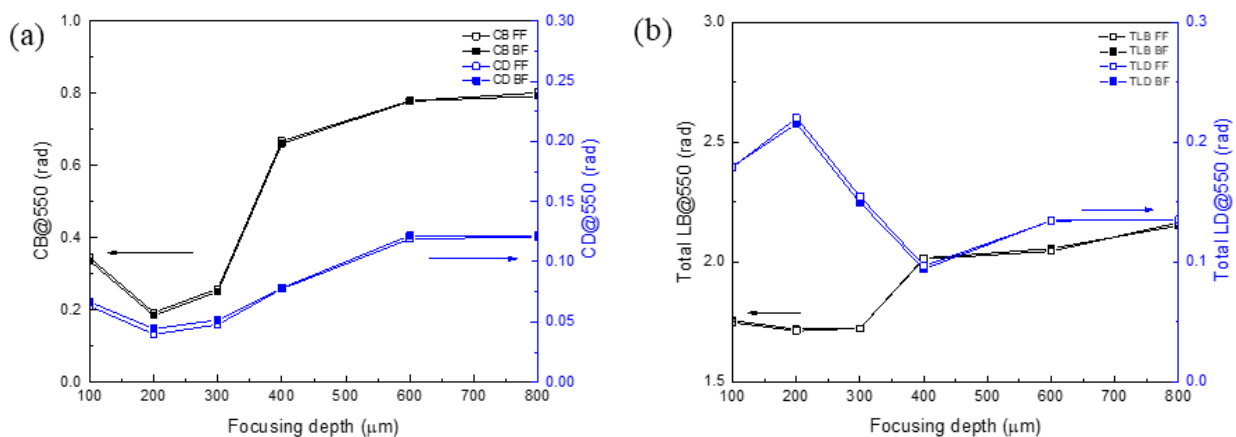 (a)
CB@550 (rad)
1.0
0.8
0.6
0.4
0.2
0.0
CB FF
CB BF
CD FF
CD BF
0.30
0.25
0.20
0.15
0.10
0.05
0.00
CD@550 (rad)
100 200 300 400 500 600 700 800
Focusing depth (μm)
(b)
Total LB@550 (rad)
3.0
2.5
2.0
1.5
TLB FF
TLB BF
TLD FF
TLD BF
0.3
0.2
0.1
0.0
Total LD@550 (rad)
100 200 300 400 500 600 700 800
Focusing depth (μm)